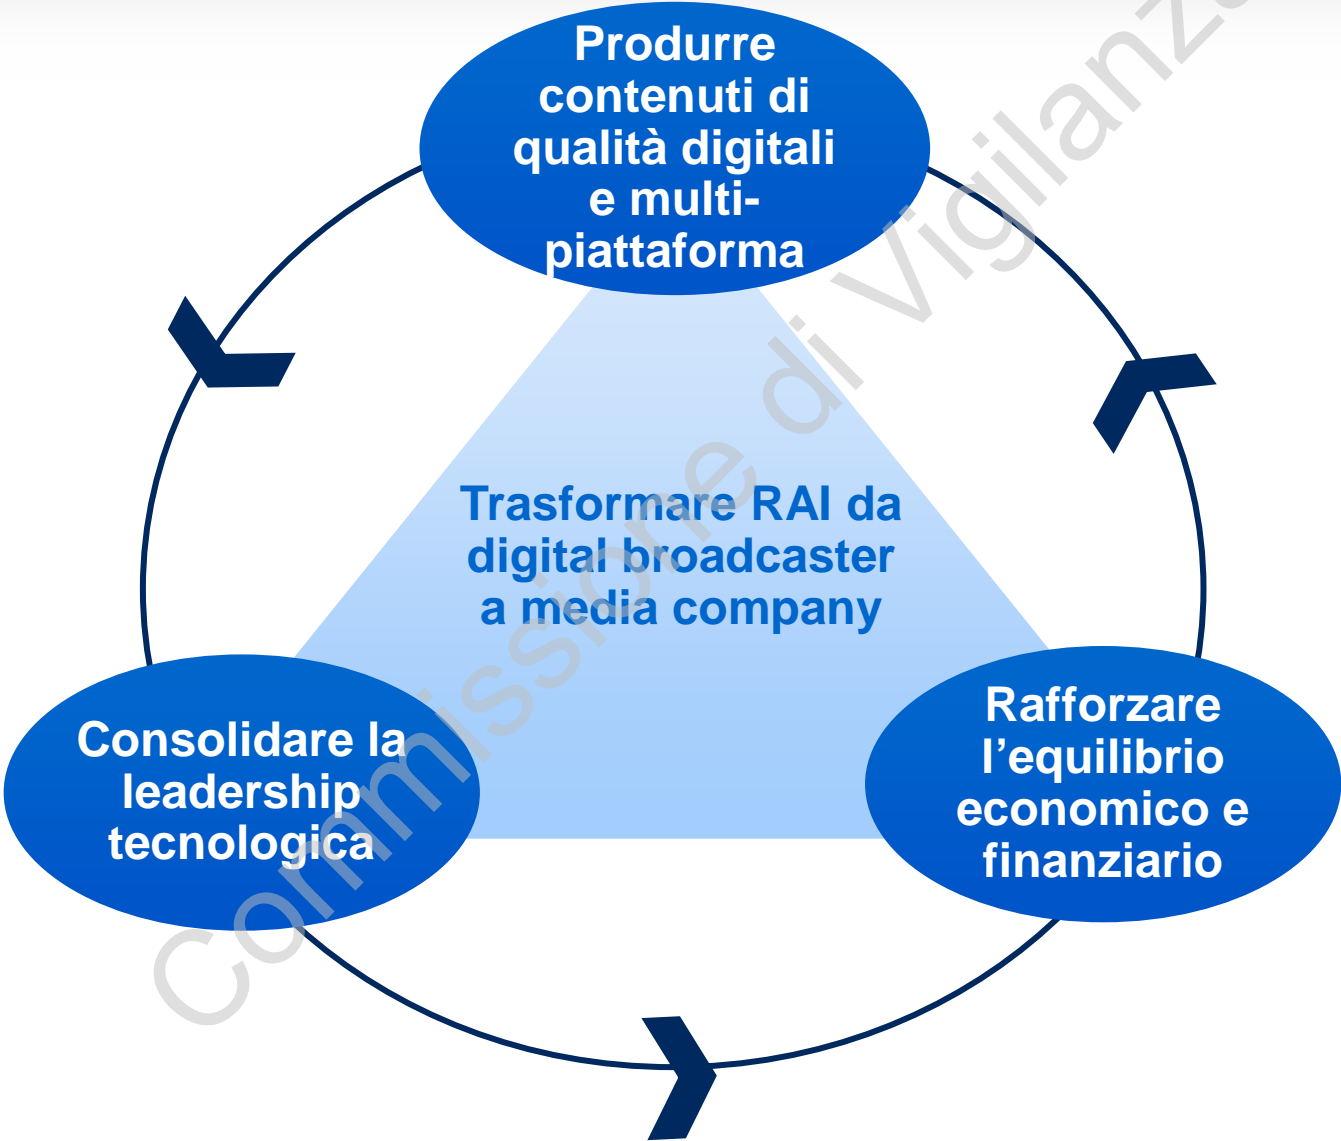 Produrre
contenuti di
qualità digitali
e multi-
piattaforma
Trasformare RAI da
digital broadcaster
a media company
Consolidare la
leadership
tecnologica
Rafforzare
l’equilibrio
economico e
finanziario
Commissione di Vigilanza